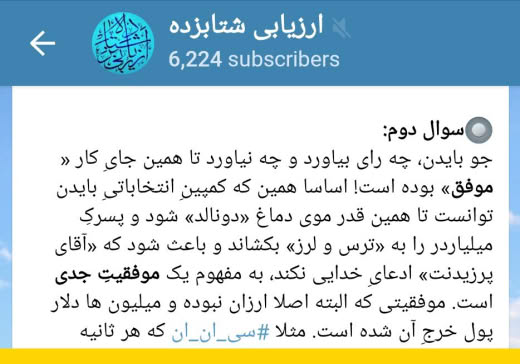 ارزیابی شتابزده
6,224 subscribers
سوال دوم:
جو بایدن، چه رای بیاورد و چه نیاورد تا همین جایِ کار «
موفق» بوده است! اساسا همین که کمپینِ انتخاباتیِ بایدن
توانست تا همین قدر موی دماغ «دونالد» شود و پسرکِ
میلیاردر را به «ترس و لرز» بکشاند و باعث شود که «آقای
پرزیدنت» ادعایِ خدایی نکند، به مفهوم یک موفقیتِ جدی
است. موفقیتی که البته اصلا ارزان نبوده و میلیون ها دلار
پول خرجِ آن شده است. مثلا #سی_ان_ان که هر ثانیه